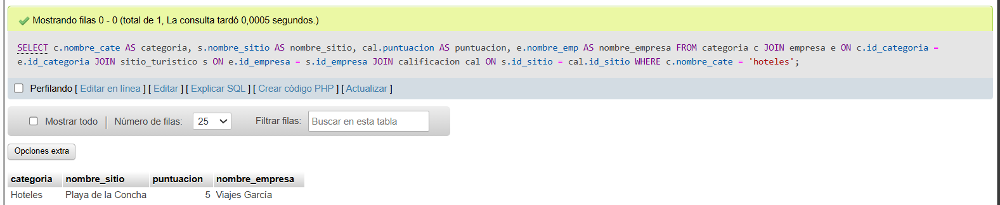 Mostrando filas 0 - 0 (total de 1, La consulta tardó 0,0005 segundos.)
SELECT c.nombre_cate AS categoria, s.nombre_sitio AS nombre_sitio, cal.puntuacion AS puntuacion, e.nombre_emp AS nombre_empresa FROM categoria c JOIN empresa e ON c.id_categoria =
e.id_categoria JOIN sitio_turistico s ON e.id_empresa = s.id_empresa JOIN calificacion cal ON s.id_sitio = cal.id_sitio WHERE c.nombre_cate = 'hoteles';
Perfilando [ Editar en línea ] [ Editar ] [ Explicar SQL ] [ Crear código PHP ] [ Actualizar ]
Mostrar todo | Número de filas: 25 Filtrar filas: Buscar en esta tabla
Opciones extra
categoria nombre_sitio puntuacion nombre_empresa
Hoteles Playa de la Concha 5 Viajes García